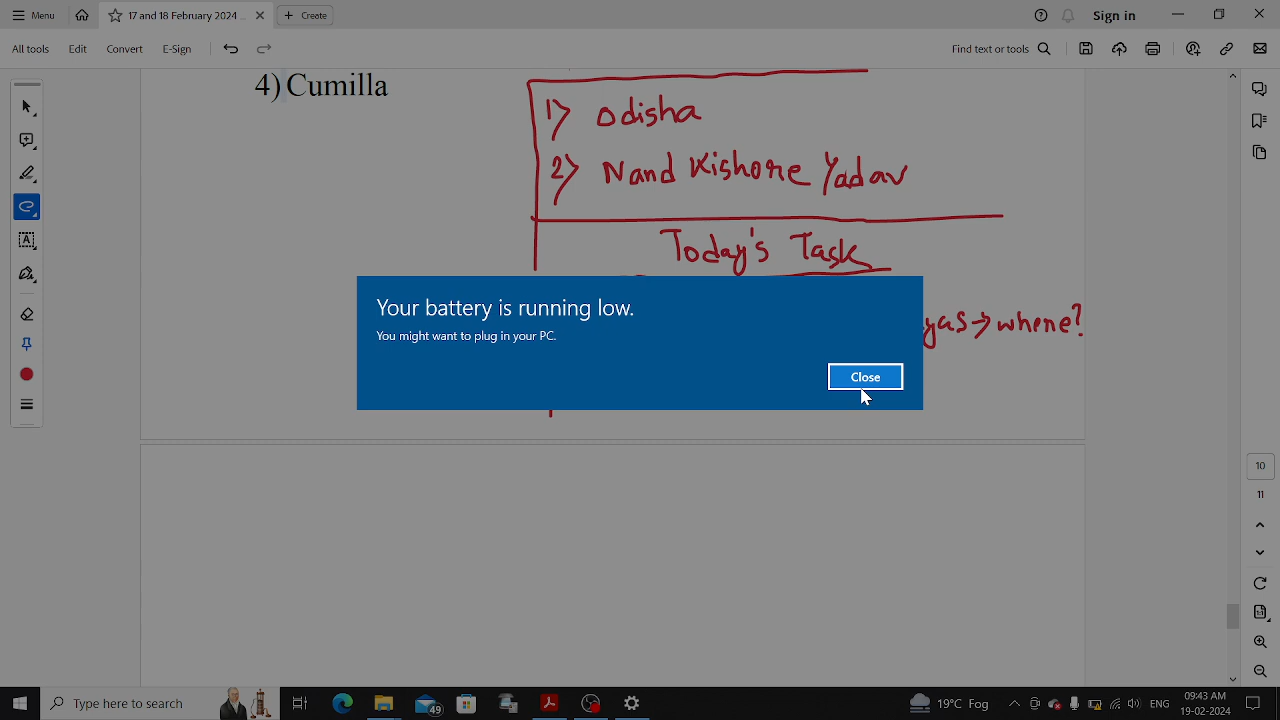 Menu
17 and 18 February 2024 ...
Create
Sign in
All tools
Edit
Convert
E-Sign
Find text or tools
4) Cumilla
1) Odisha
2) Nand Kishore Yadav
Today's Task
Your battery is running low.
You might want to plug in your PC.
yas → where?
Close
10
11
Type here to search
49
19°C Fog
ENG
09:43 AM
19-02-2024